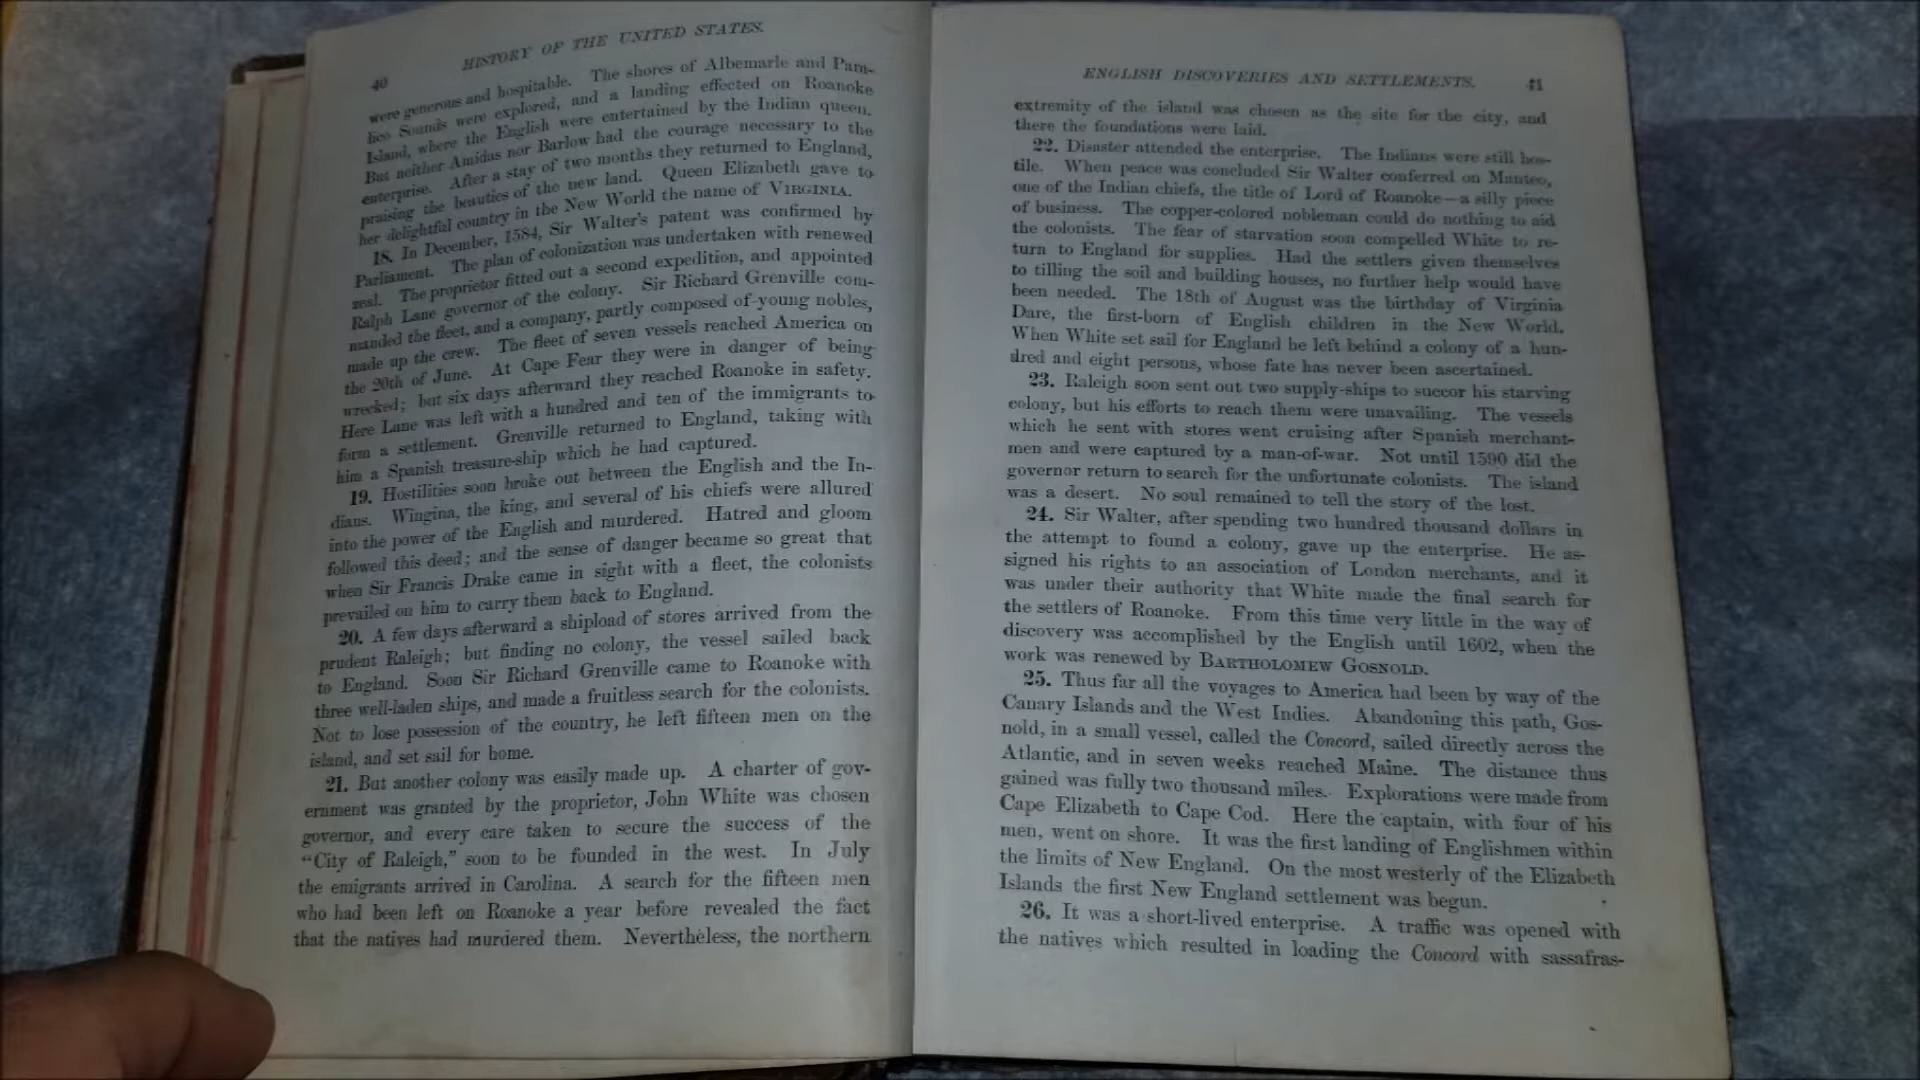 40
HISTORY OF THE UNITED STATES.
were generous and hospitable. The shores of Albemarle and Pam-
lico Sounds were explored, and a landing effected on Roanoke
Island, where the English were entertained by the Indian queen.
But neither Amidas nor Barlow had the courage necessary to the
enterprise. After a stay of two months they returned to England,
praising the beauties of the new land. Queen Elizabeth gave to
her delightful country in the New World the name of VIRGINIA.
18. In December, 1584, Sir Walter's patent was confirmed by
Parliament. The plan of colonization was undertaken with renewed
zeal. The proprietor fitted out a second expedition, and appointed
Ralph Lane governor of the colony. Sir Richard Grenville com-
manded the fleet, and a company, partly composed of young nobles,
made up the crew. The fleet of seven vessels reached America on
the 20th of June. At Cape Fear they were in danger of being
wrecked; but six days afterward they reached Roanoke in safety.
Here Lane was left with a hundred and ten of the immigrants to
form a settlement. Grenville returned to England, taking with
him a Spanish treasure-ship which he had captured.
19. Hostilities soon broke out between the English and the In-
dians. Wingina, the king, and several of his chiefs were allured
into the power of the English and murdered. Hatred and gloom
followed this deed; and the sense of danger became so great that
when Sir Francis Drake came in sight with a fleet, the colonists
prevailed on him to carry them back to England.
20. A few days afterward a shipload of stores arrived from the
prudent Raleigh; but finding no colony, the vessel sailed back
to England. Soon Sir Richard Grenville came to Roanoke with
three well-laden ships, and made a fruitless search for the colonists.
Not to lose possession of the country, he left fifteen men on the
island, and set sail for home.
21. But another colony was easily made up. A charter of gov-
ernment was granted by the proprietor, John White was chosen
governor, and every care taken to secure the success of the
"City of Raleigh," soon to be founded in the west. In July
the emigrants arrived in Carolina. A search for the fifteen men
who had been left on Roanoke a year before revealed the fact
that the natives had murdered them. Nevertheless, the northern
ENGLISH DISCOVERIES AND SETTLEMENTS. 41
extremity of the island was chosen as the site for the city, and
there the foundations were laid.
22. Disaster attended the enterprise. The Indians were still hos-
tile. When peace was concluded Sir Walter conferred on Manteo,
one of the Indian chiefs, the title of Lord of Roanoke—a silly piece
of business. The copper-colored nobleman could do nothing to aid
the colonists. The fear of starvation soon compelled White to re-
turn to England for supplies. Had the settlers given themselves
to tilling the soil and building houses, no further help would have
been needed. The 18th of August was the birthday of Virginia
Dare, the first-born of English children in the New World.
When White set sail for England he left behind a colony of a hun-
dred and eight persons, whose fate has never been ascertained.
23. Raleigh soon sent out two supply-ships to succor his starving
colony, but his efforts to reach them were unavailing. The vessels
which he sent with stores went cruising after Spanish merchant-
men and were captured by a man-of-war. Not until 1590 did the
governor return to search for the unfortunate colonists. The island
was a desert. No soul remained to tell the story of the lost.
24. Sir Walter, after spending two hundred thousand dollars in
the attempt to found a colony, gave up the enterprise. He as-
signed his rights to an association of London merchants, and it
was under their authority that White made the final search for
the settlers of Roanoke. From this time very little in the way of
discovery was accomplished by the English until 1602, when the
work was renewed by BARTHOLOMEW GOSNOLD.
25. Thus far all the voyages to America had been by way of the
Canary Islands and the West Indies. Abandoning this path, Gos-
nold, in a small vessel, called the Concord, sailed directly across the
Atlantic, and in seven weeks reached Maine. The distance thus
gained was fully two thousand miles. Explorations were made from
Cape Elizabeth to Cape Cod. Here the captain, with four of his
men, went on shore. It was the first landing of Englishmen within
the limits of New England. On the most westerly of the Elizabeth
Islands the first New England settlement was begun.
26. It was a short-lived enterprise. A traffic was opened with
the natives which resulted in loading the Concord with sassafras-